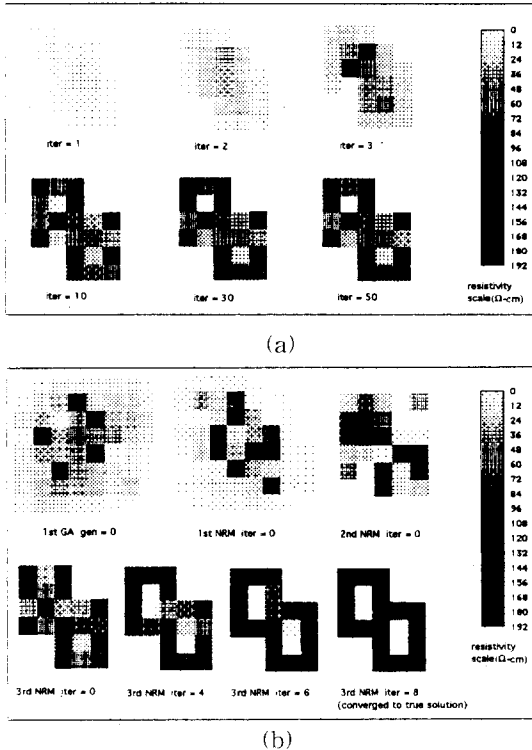 iter = 1
iter = 2
iter = 3
iter = 10
iter = 30
iter = 50
0
12
24
36
48
60
72
84
96
108
120
132
144
156
168
180
192
resistivity
scale(Ω-cm)
(a)
1st GA gen = 0
1st NRM iter = 0
2nd NRM iter = 0
3rd NRM iter = 0
3rd NRM iter = 4
3rd NRM iter = 6
3rd NRM iter = 8
(converged to true solution)
0
12
24
36
48
60
72
84
96
108
120
132
144
156
168
180
192
resistivity
scale(Ω-cm)
(b)